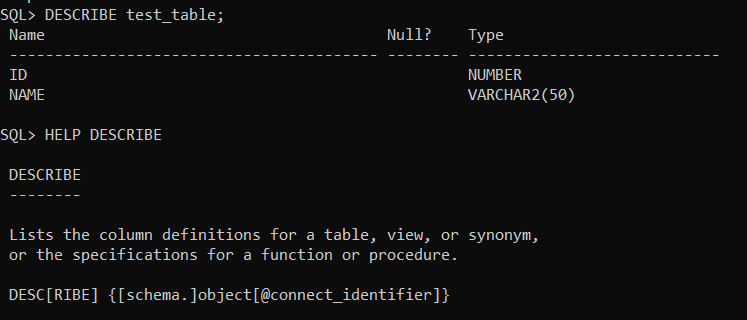 SQL> DESCRIBE test_table;
Name Null? Type
----------------------------------------- -------- ----------------------------
ID NUMBER
NAME VARCHAR2(50)
SQL> HELP DESCRIBE
DESCRIBE
--------
Lists the column definitions for a table, view, or synonym,
or the specifications for a function or procedure.
DESC[RIBE] {[schema.]object[@connect_identifier]}